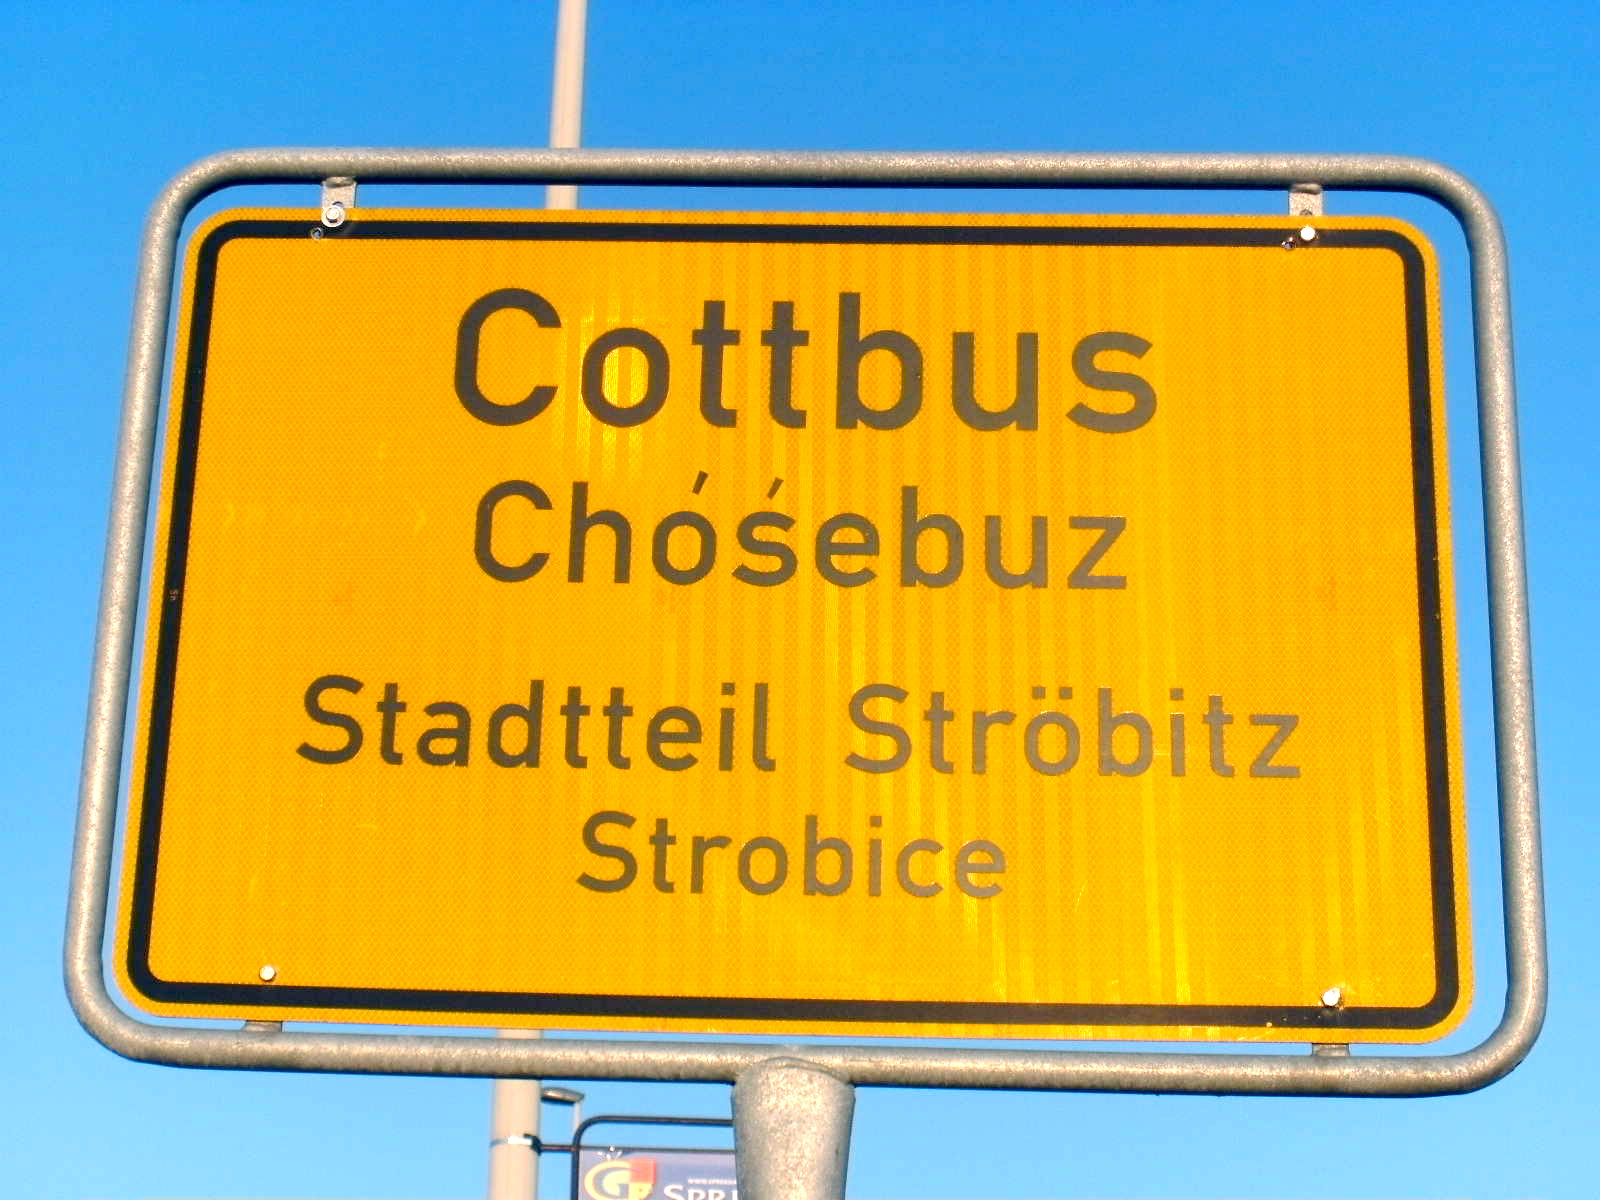 Cottbus
Chóśebuz
Stadtteil Ströbitz
Strobice